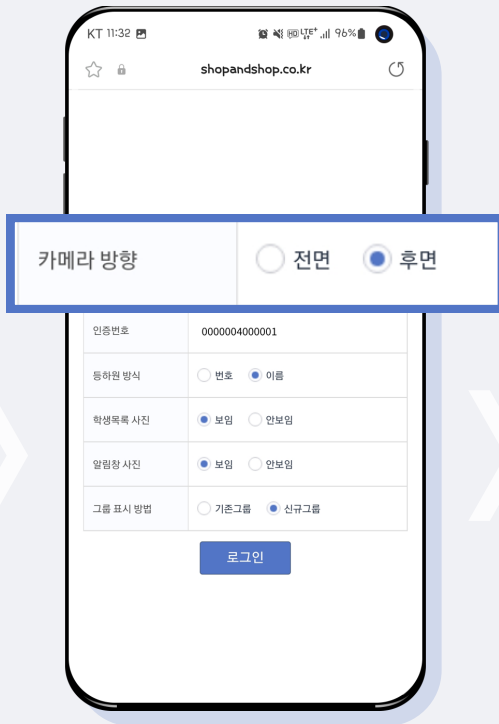 KT 11:32
HD LTE+ 96%
shopandshop.co.kr
카메라 방향 전면 후면
인증번호 0000004000001
등하원 방식 번호 이름
학생목록 사진 보임 안보임
알림창 사진 보임 안보임
그룹 표시 방법 기존그룹 신규그룹
로그인